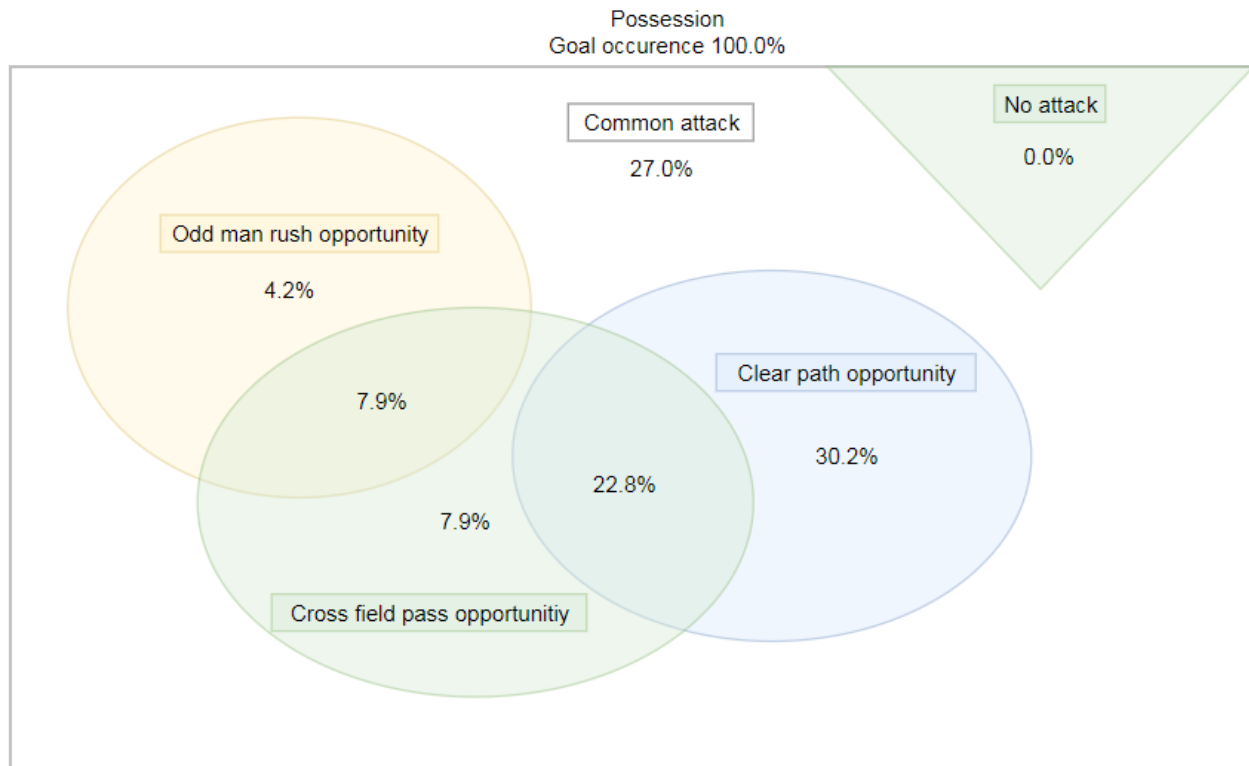 Possession
Goal occurence 100.0%
Common attack
27.0%
No attack
0.0%
Odd man rush opportunity
4.2%
Clear path opportunity
30.2%
7.9%
22.8%
7.9%
Cross field pass opportunitiy